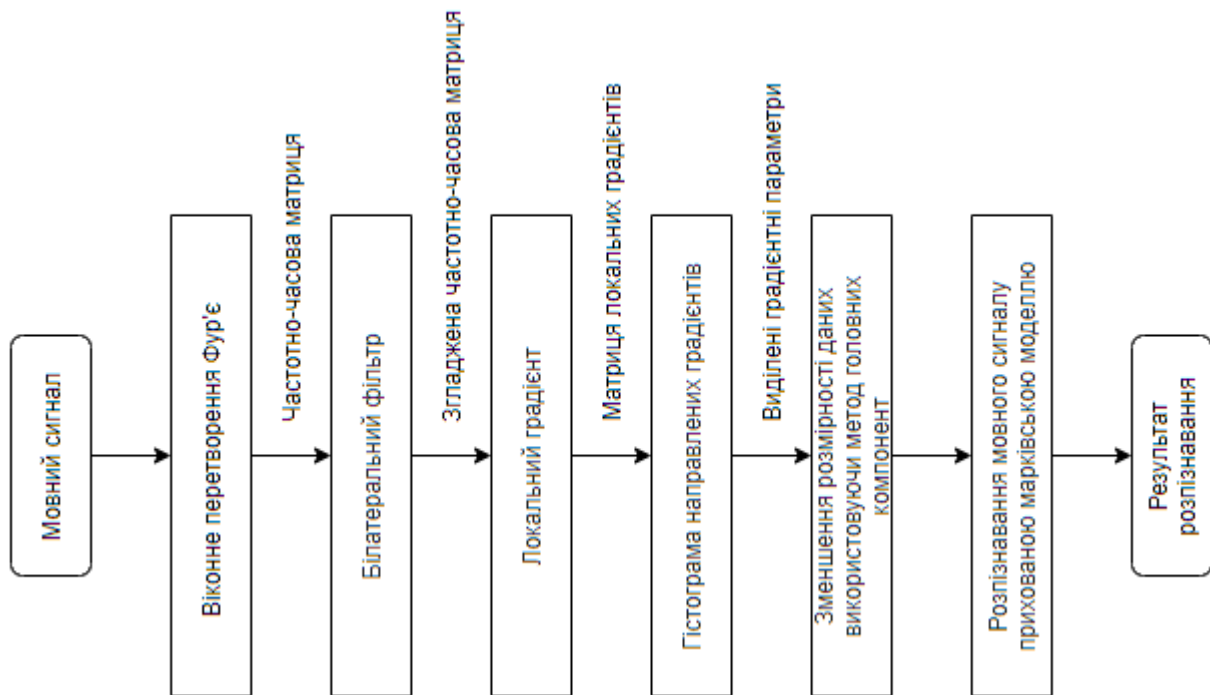 Мовний сигнал
Віконне перетворення Фур'є
Частотно-часова матриця
Білатеральний фільтр
Згладжена частотно-часова матриця
Локальний градієнт
Матриця локальних градієнтів
Гістограма направлених градієнтів
Виділені градієнтні параметри
Зменшення розмірності даних
використовуючи метод головних
компонент
Розпізнавання мовного сигналу
прихованою марківською моделлю
Результат
розпізнавання